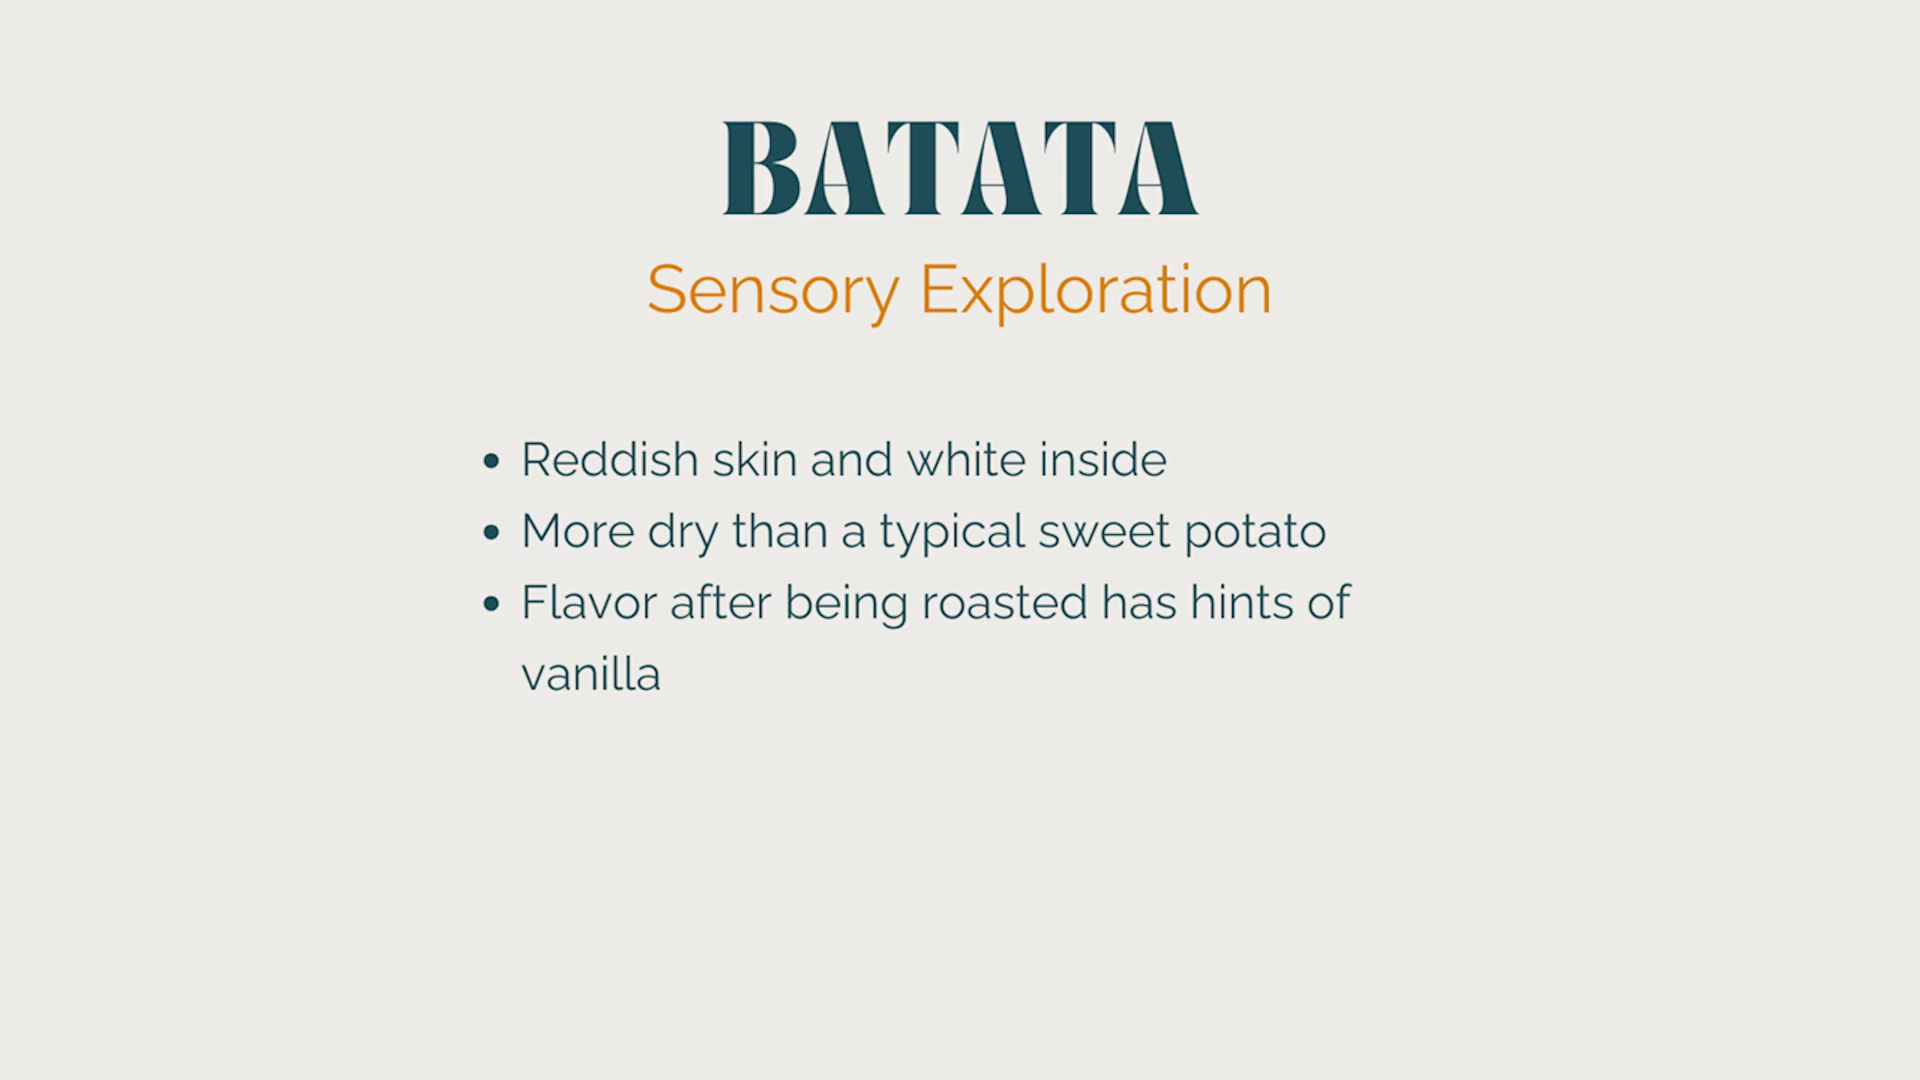 BATATA
Sensory Exploration
• Reddish skin and white inside
• More dry than a typical sweet potato
• Flavor after being roasted has hints of
vanilla